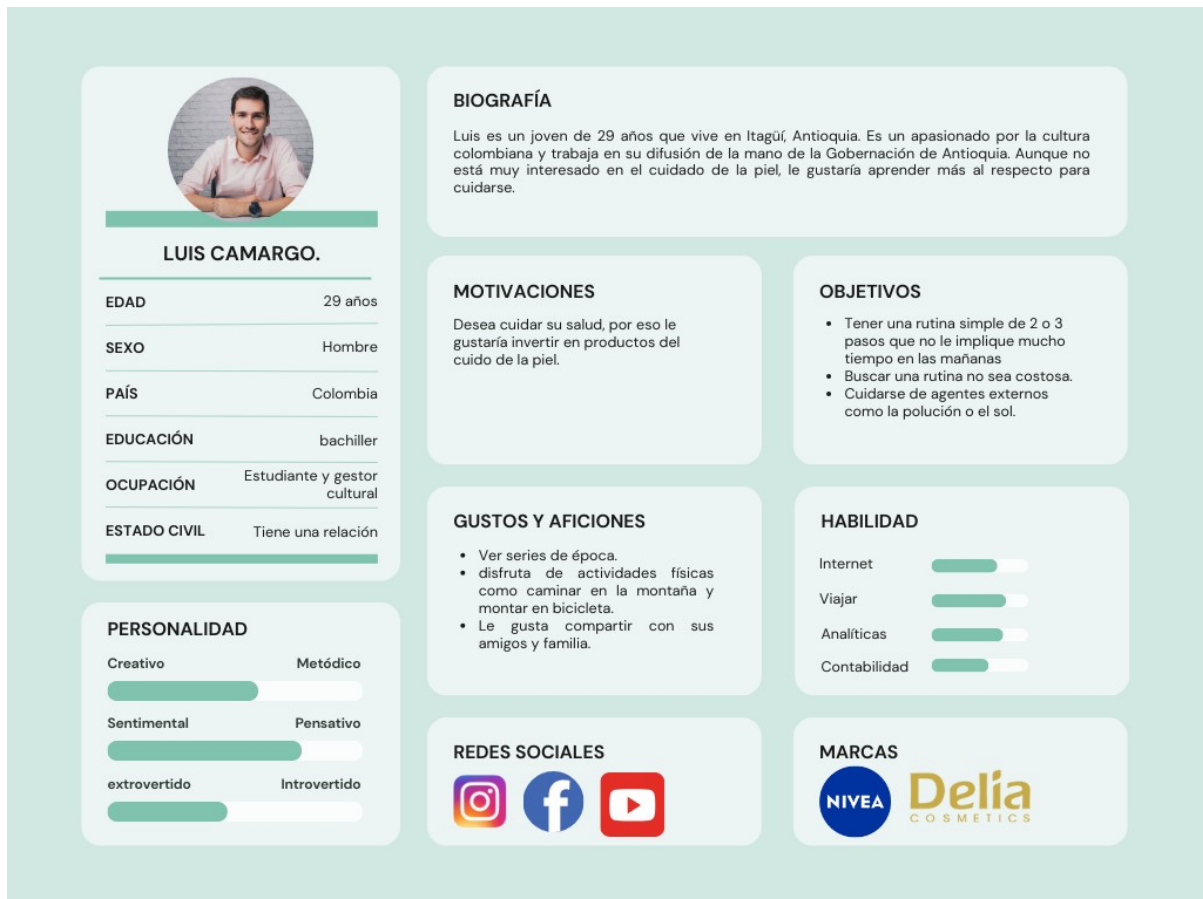 LUIS CAMARGO.
EDAD 29 años
SEXO Hombre
PAÍS Colombia
EDUCACIÓN bachiller
OCUPACIÓN Estudiante y gestor
cultural
ESTADO CIVIL Tiene una relación
PERSONALIDAD
Creativo Metódico
Sentimental Pensativo
extrovertido Introvertido
BIOGRAFÍA
Luis es un joven de 29 años que vive en Itagüí, Antioquia. Es un apasionado por la cultura
colombiana y trabaja en su difusión de la mano de la Gobernación de Antioquia. Aunque no
está muy interesado en el cuidado de la piel, le gustaría aprender más al respecto para
cuidarse.
MOTIVACIONES
Desea cuidar su salud, por eso le
gustaría invertir en productos del
cuido de la piel.
OBJETIVOS
• Tener una rutina simple de 2 o 3
pasos que no le implique mucho
tiempo en las mañanas
• Buscar una rutina no sea costosa.
• Cuidarse de agentes externos
como la polución o el sol.
GUSTOS Y AFICIONES
• Ver series de época.
• disfruta de actividades físicas
como caminar en la montaña y
montar en bicicleta.
• Le gusta compartir con sus
amigos y familia.
HABILIDAD
Internet
Viajar
Analíticas
Contabilidad
REDES SOCIALES
MARCAS
NIVEA
Delia
COSMETICS